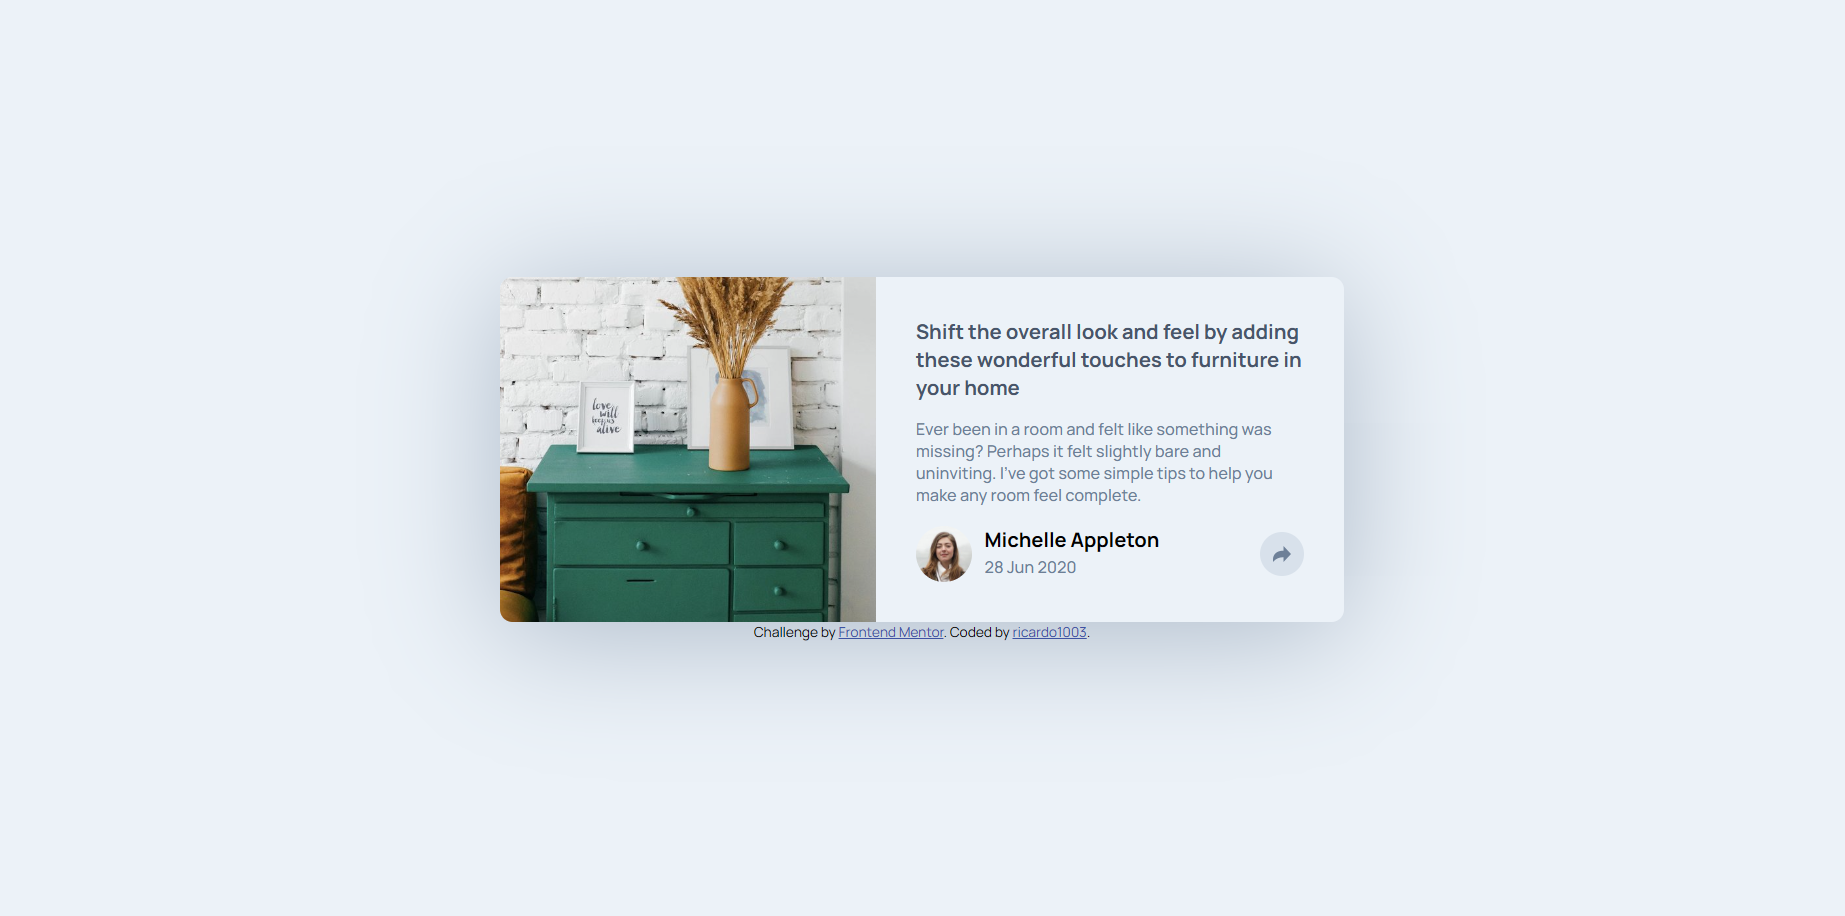 love
will
keep us
alive
Shift the overall look and feel by adding
these wonderful touches to furniture in
your home
Ever been in a room and felt like something was
missing? Perhaps it felt slightly bare and
uninviting. I've got some simple tips to help you
make any room feel complete.
Michelle Appleton
28 Jun 2020
Challenge by Frontend Mentor. Coded by ricardo1003.